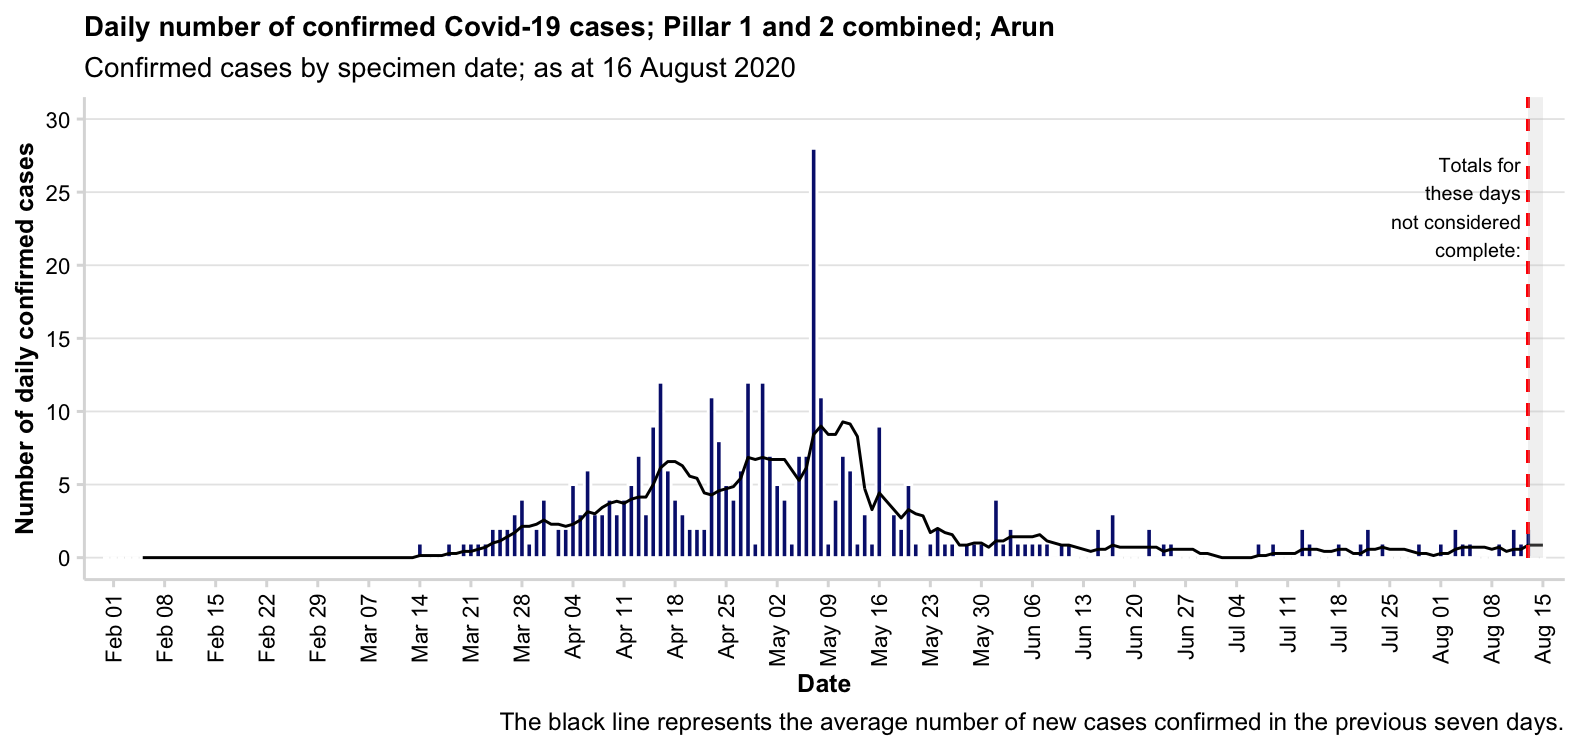 Daily number of confirmed Covid-19 cases; Pillar 1 and 2 combined; Arun
Confirmed cases by specimen date; as at 16 August 2020
Number of daily confirmed cases
30
25
20
15
10
5
0
Totals for
these days
not considered
complete:
Feb 01
Feb 08
Feb 15
Feb 22
Feb 29
Mar 07
Mar 14
Mar 21
Mar 28
Apr 04
Apr 11
Apr 18
Apr 25
May 02
May 09
May 16
May 23
May 30
Jun 06
Jun 13
Jun 20
Jun 27
Jul 04
Jul 11
Jul 18
Jul 25
Aug 01
Aug 08
Aug 15
Date
The black line represents the average number of new cases confirmed in the previous seven days.